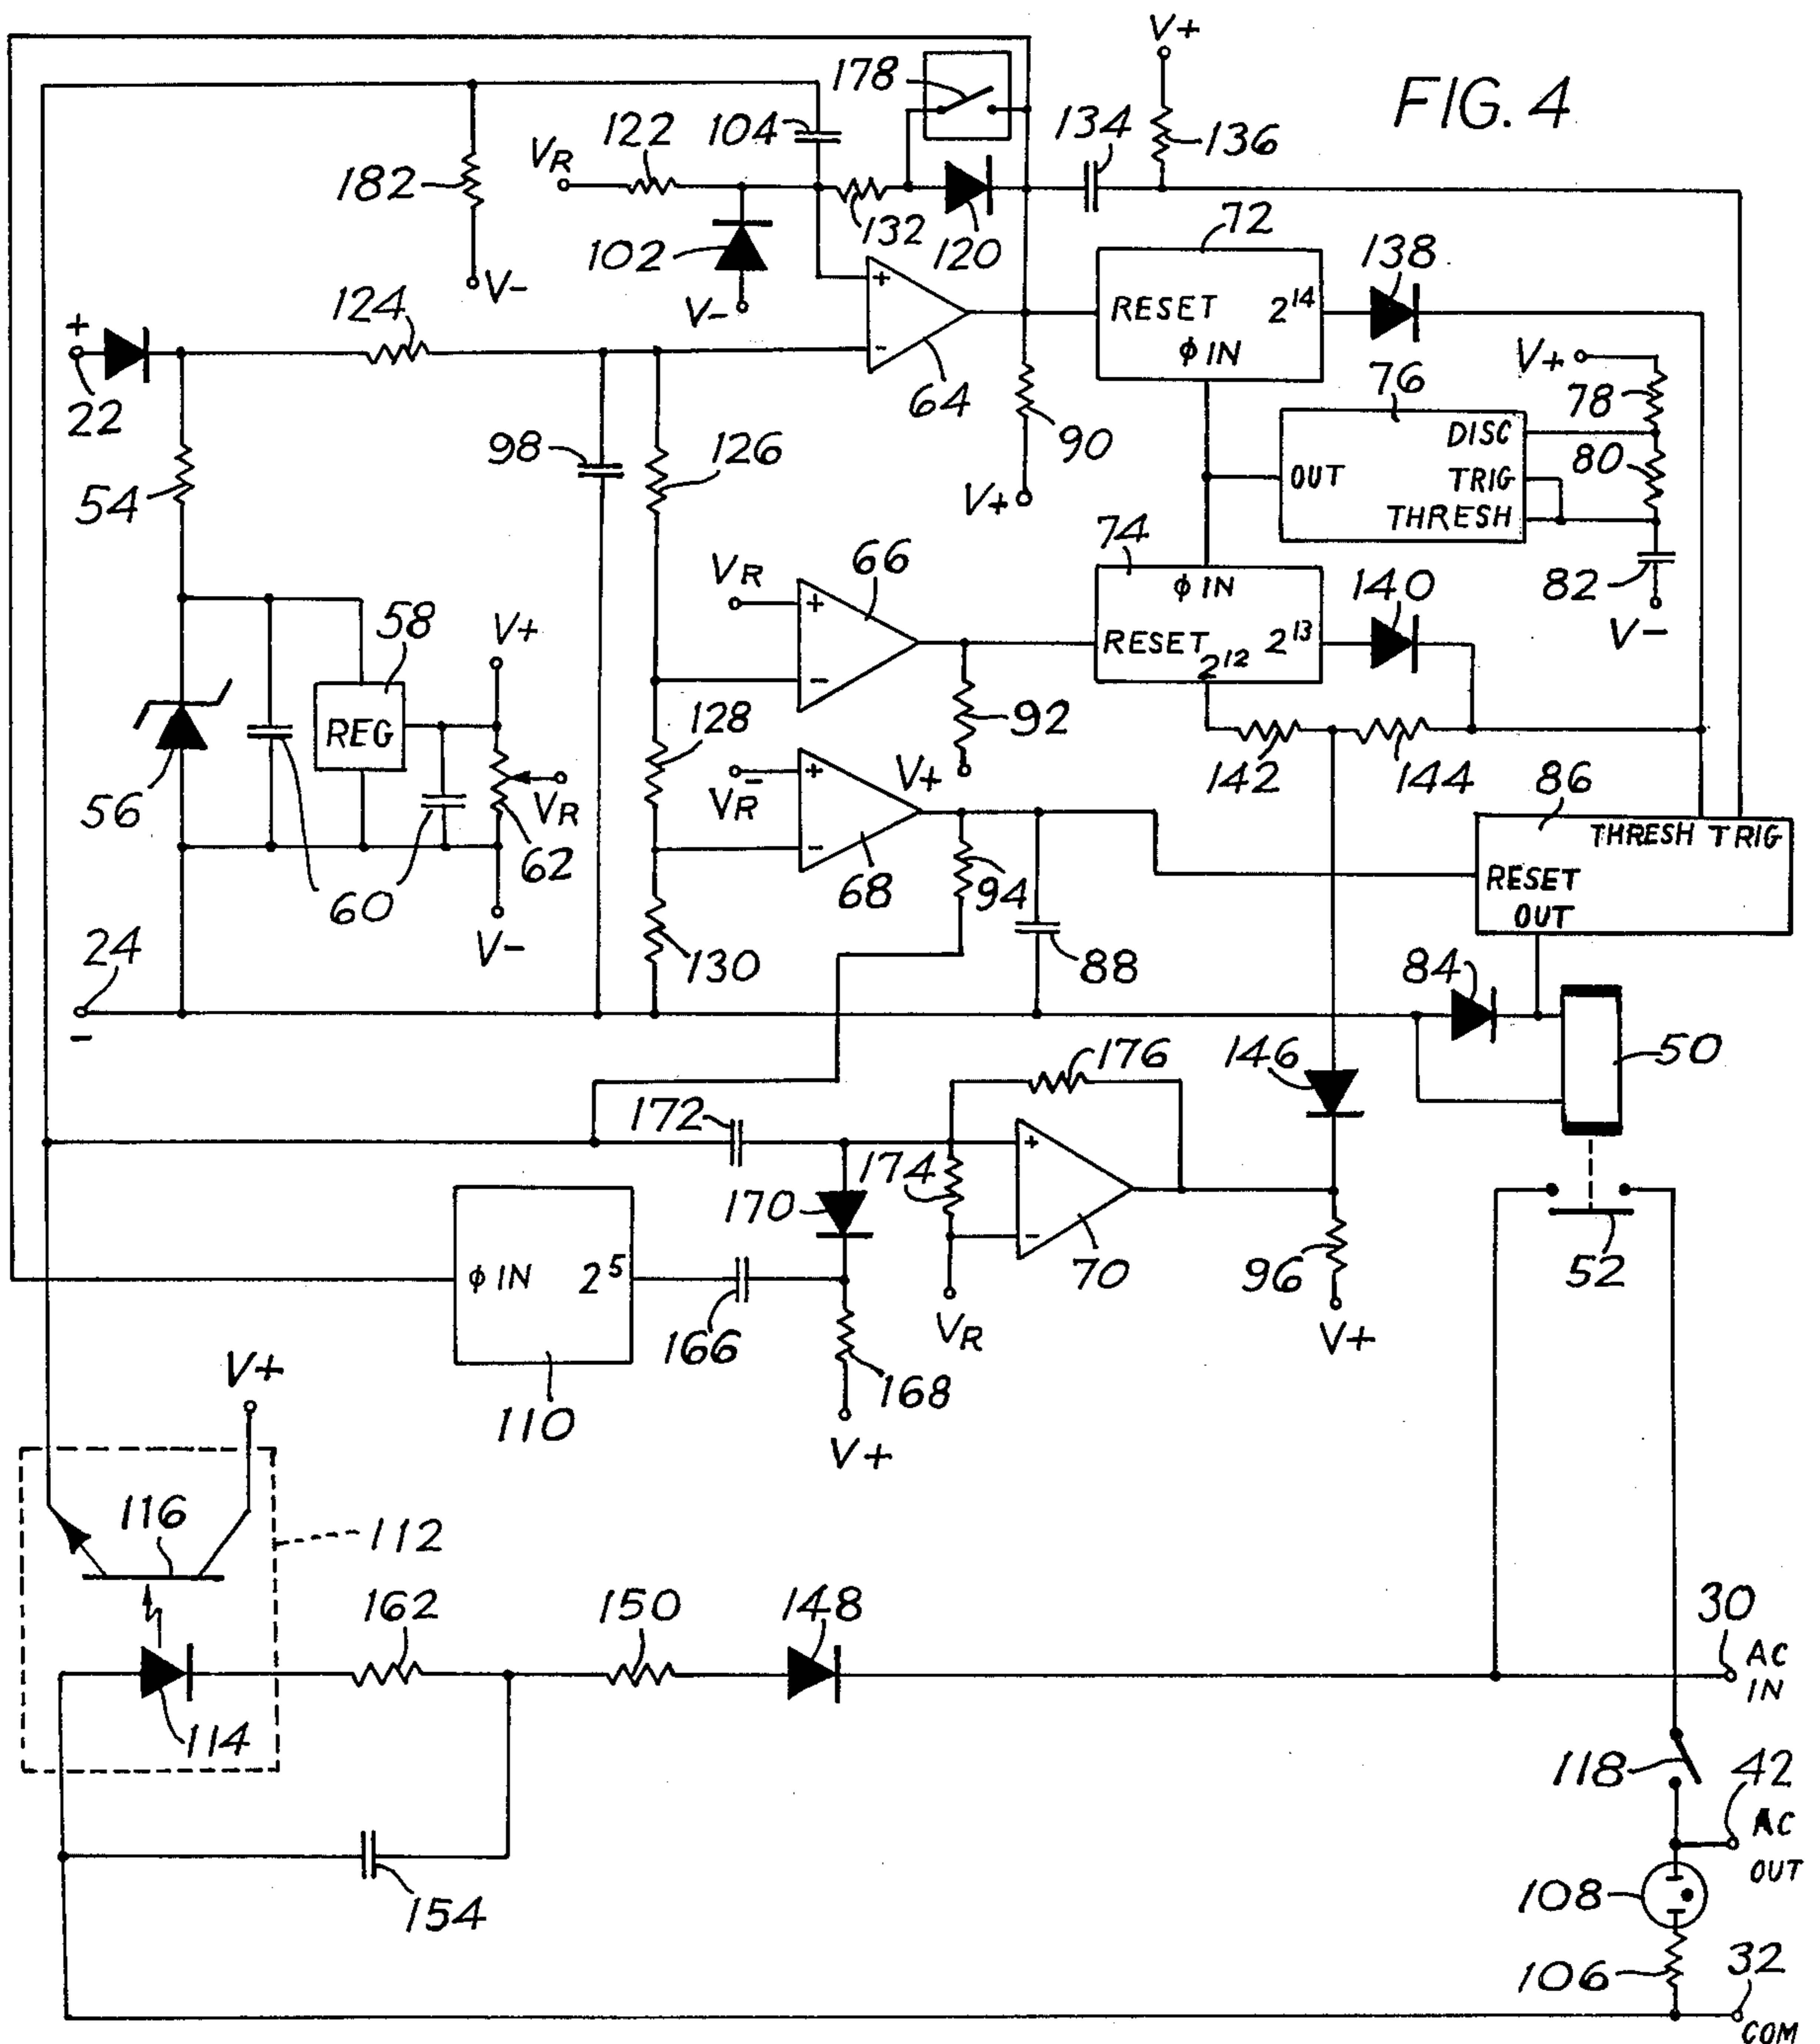 V+
178
FIG. 4
134
136
122
104
VR
182
132
120
72
102
V-
V-
+
RESET 2^14
138
124
ϕ IN
64
22
V+
76
78
DISC
98
126
90
OUT
TRIG
80
54
V+
THRESH
74
66
VR
ϕ IN
140
82
58
V+
V-
RESET 2^13
2^12
REG
128
92
142
144
86
56
VR
VR
V+
THRESH TRIG
62
68
94
RESET
60
OUT
V-
24
130
88
84
-
50
176
146
172
174
170
70
96
52
ϕ IN 2^5
166
VR
V+
168
V+
110
V+
116
112
162
150
148
30
AC
IN
114
118
42
AC
OUT
154
108
32
106
COM